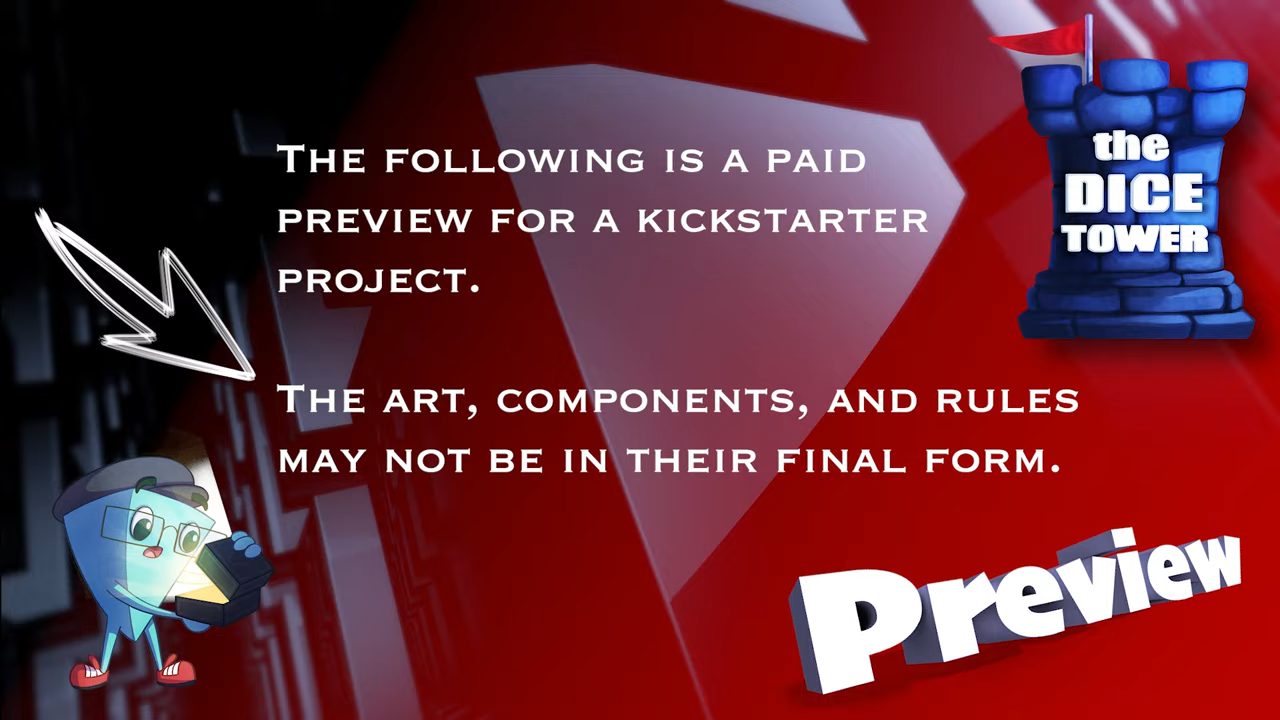 THE FOLLOWING IS A PAID
PREVIEW FOR A KICKSTARTER
PROJECT.
THE ART, COMPONENTS, AND RULES
MAY NOT BE IN THEIR FINAL FORM.
the
DICE
TOWER
Preview